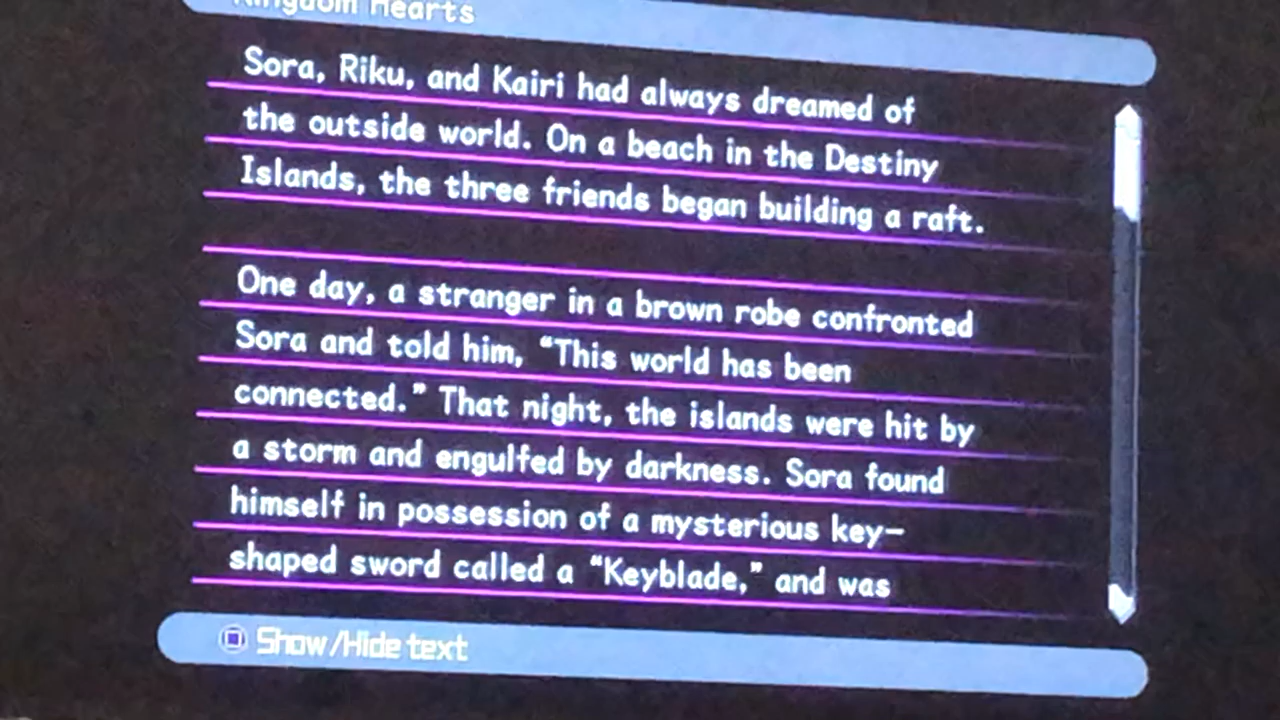 Kingdom Hearts
Sora, Riku, and Kairi had always dreamed of
the outside world. On a beach in the Destiny
Islands, the three friends began building a raft.
One day, a stranger in a brown robe confronted
Sora and told him, “This world has been
connected.” That night, the islands were hit by
a storm and engulfed by darkness. Sora found
himself in possession of a mysterious key-
shaped sword called a “Keyblade,” and was
Show/Hide text